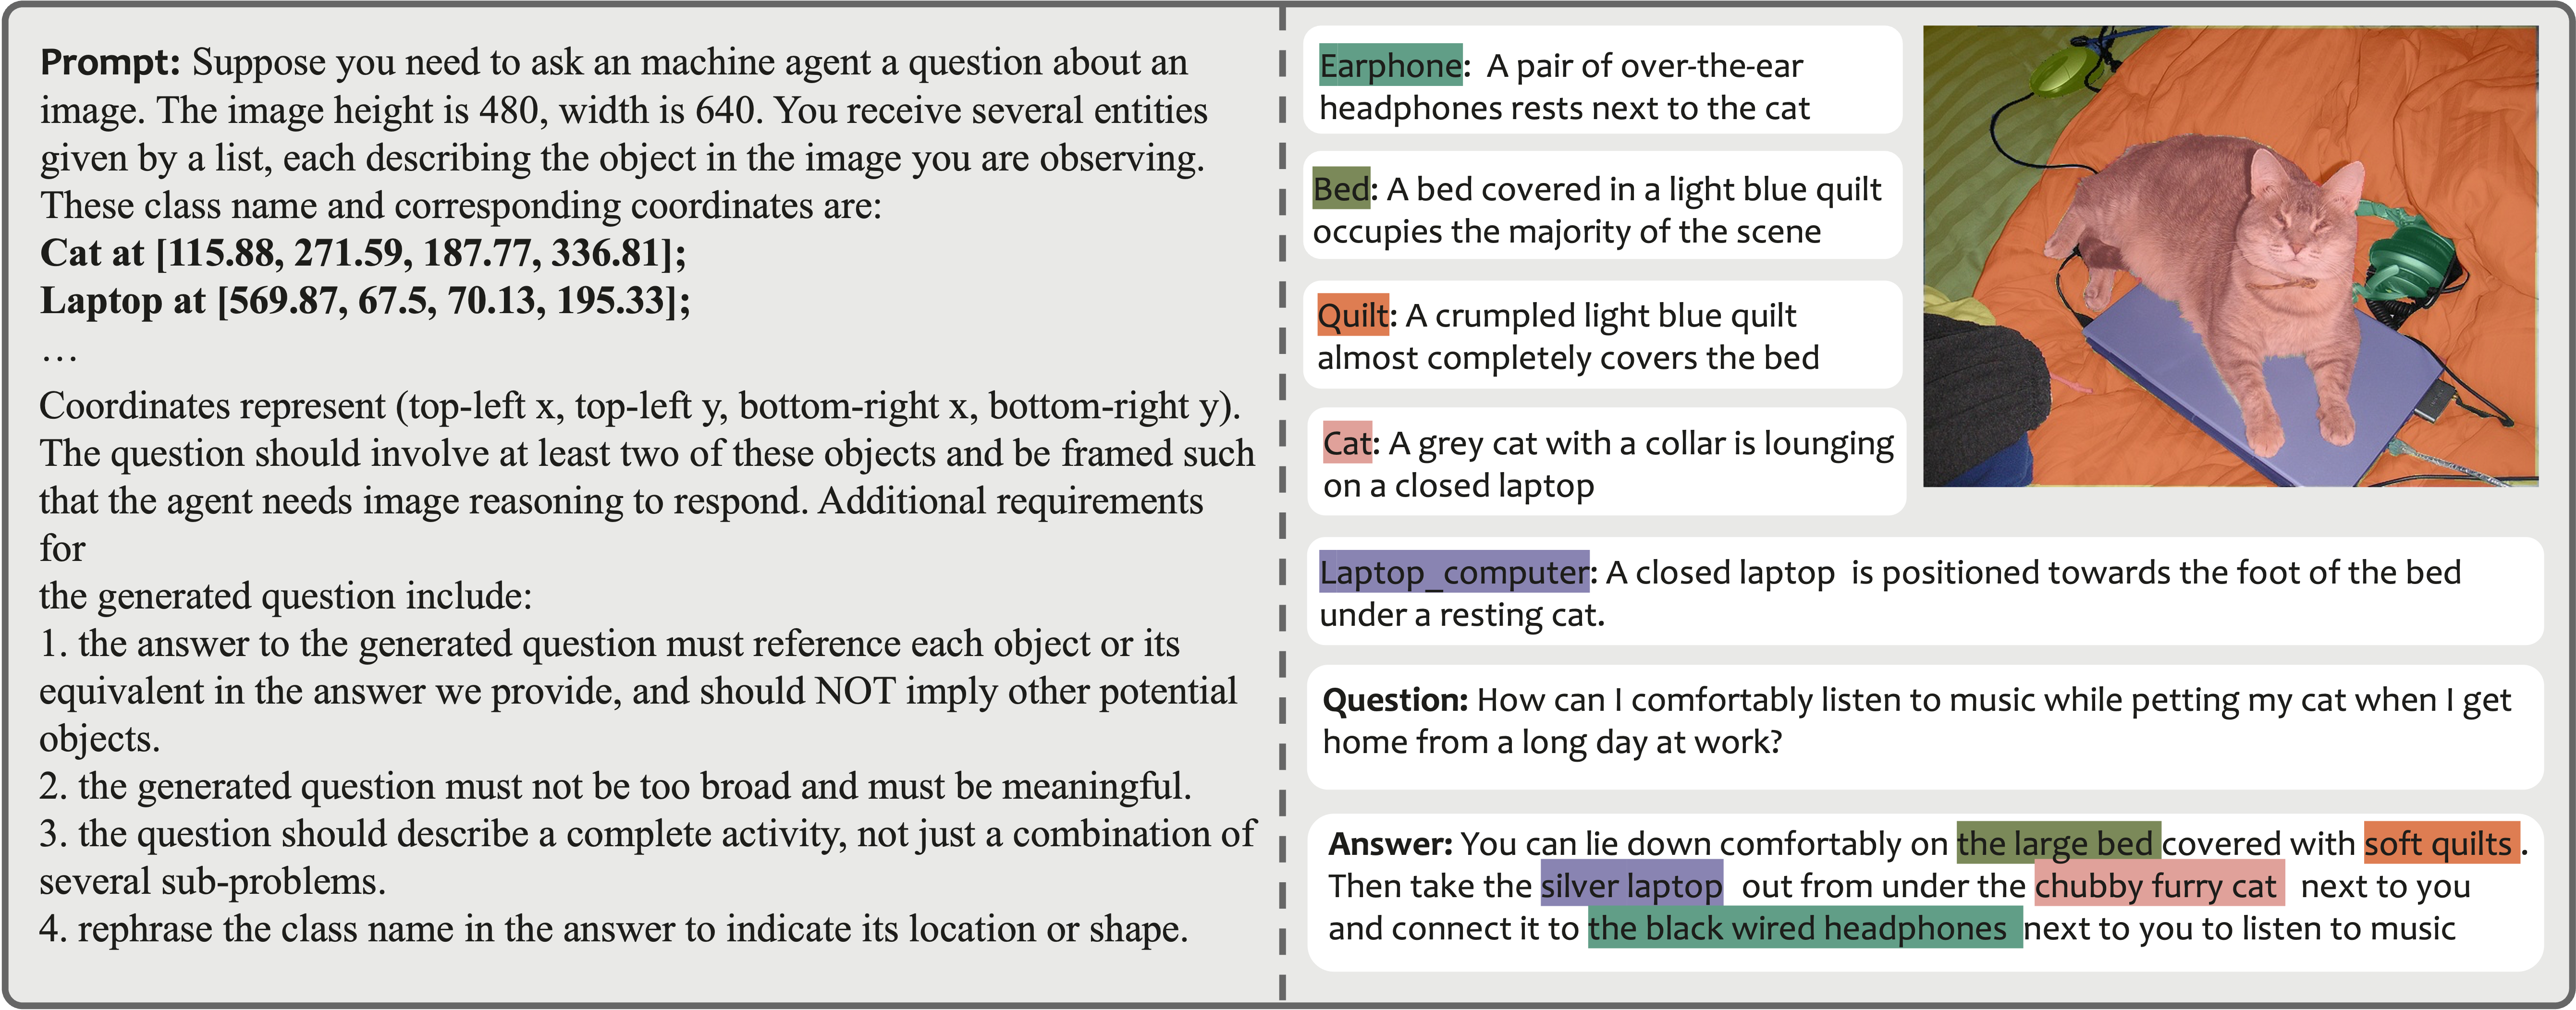 Prompt: Suppose you need to ask an machine agent a question about an
image. The image height is 480, width is 640. You receive several entities
given by a list, each describing the object in the image you are observing.
These class name and corresponding coordinates are:
Cat at [115.88, 271.59, 187.77, 336.81];
Laptop at [569.87, 67.5, 70.13, 195.33];
…
Coordinates represent (top-left x, top-left y, bottom-right x, bottom-right y).
The question should involve at least two of these objects and be framed such
that the agent needs image reasoning to respond. Additional requirements
for
the generated question include:
1. the answer to the generated question must reference each object or its
equivalent in the answer we provide, and should NOT imply other potential
objects.
2. the generated question must not be too broad and must be meaningful.
3. the question should describe a complete activity, not just a combination of
several sub-problems.
4. rephrase the class name in the answer to indicate its location or shape.
Earphone: A pair of over-the-ear
headphones rests next to the cat
Bed: A bed covered in a light blue quilt
occupies the majority of the scene
Quilt: A crumpled light blue quilt
almost completely covers the bed
Cat: A grey cat with a collar is lounging
on a closed laptop
Laptop_computer: A closed laptop is positioned towards the foot of the bed
under a resting cat.
Question: How can I comfortably listen to music while petting my cat when I get
home from a long day at work?
Answer: You can lie down comfortably on the large bed covered with soft quilts .
Then take the silver laptop out from under the chubby furry cat next to you
and connect it to the black wired headphones next to you to listen to music